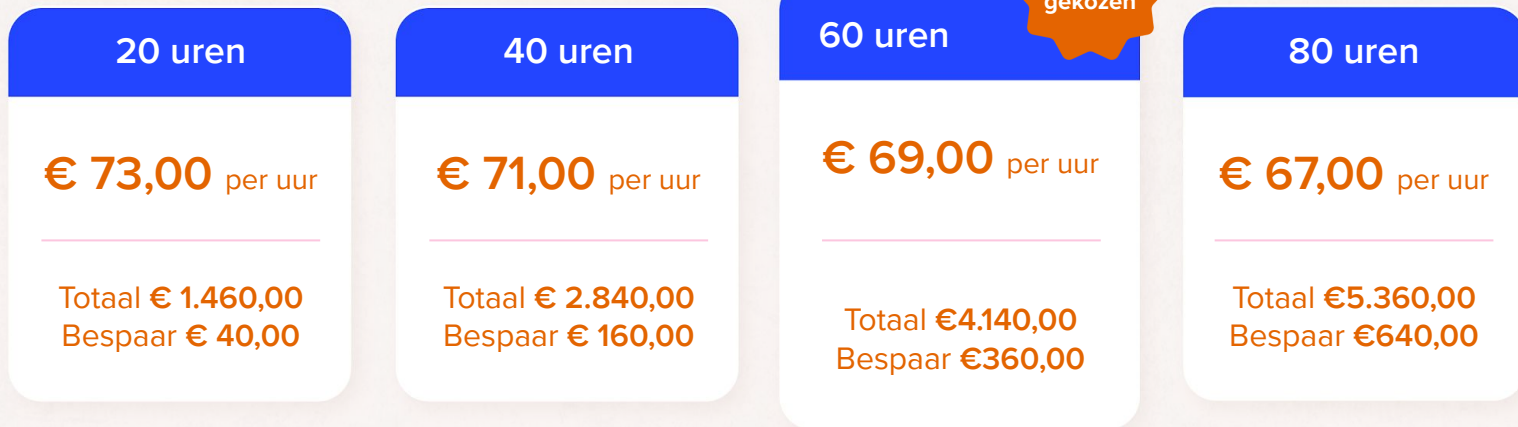 20 uren
€ 73,00 per uur
Totaal € 1.460,00
Bespaar € 40,00
40 uren
€ 71,00 per uur
Totaal € 2.840,00
Bespaar € 160,00
gekozen
60 uren
€ 69,00 per uur
Totaal €4.140,00
Bespaar €360,00
80 uren
€ 67,00 per uur
Totaal €5.360,00
Bespaar €640,00